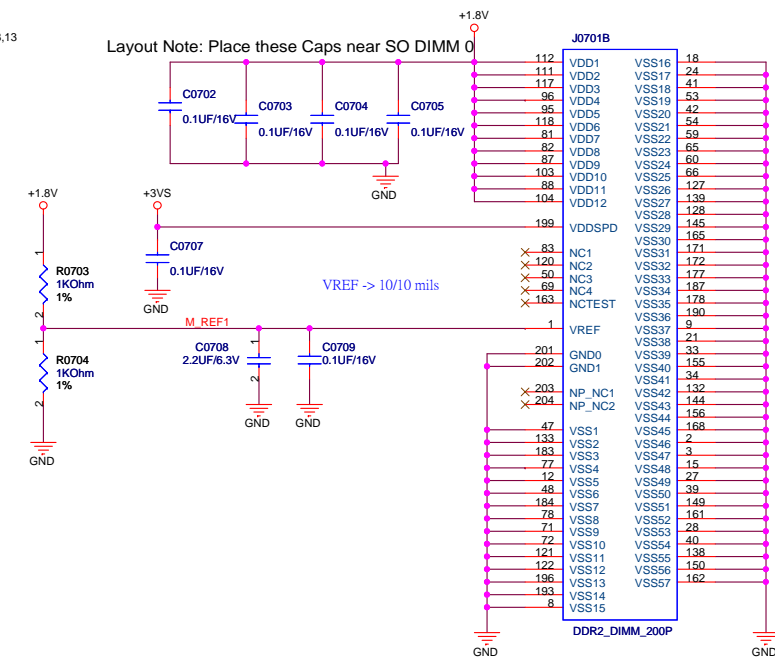 ,13
+1.8V
Layout Note: Place these Caps near SO DIMM 0
J0701B
C0702
0.1UF/16V
C0703
0.1UF/16V
C0704
0.1UF/16V
C0705
0.1UF/16V
GND
+1.8V
+3VS
C0707
0.1UF/16V
GND
R0703
1KOhm
1%
1
2
VREF -> 10/10 mils
M_REF1
R0704
1KOhm
1%
1
2
GND
C0708
2.2UF/6.3V
1
2
GND
C0709
0.1UF/16V
GND
112 VDD1
111 VDD2
117 VDD3
96 VDD4
95 VDD5
118 VDD6
81 VDD7
82 VDD8
87 VDD9
103 VDD10
88 VDD11
104 VDD12
199 VDDSPD
83 NC1
120 NC2
50 NC3
69 NC4
163 NCTEST
1 VREF
201 GND0
202 GND1
203 NP_NC1
204 NP_NC2
47 VSS1
133 VSS2
183 VSS3
77 VSS4
12 VSS5
48 VSS6
184 VSS7
78 VSS8
71 VSS9
72 VSS10
121 VSS11
122 VSS12
196 VSS13
193 VSS14
8 VSS15
GND
VSS16 18
VSS17 24
VSS18 41
VSS19 53
VSS20 42
VSS21 54
VSS22 59
VSS23 65
VSS24 60
VSS25 66
VSS26 127
VSS27 139
VSS28 128
VSS29 145
VSS30 165
VSS31 171
VSS32 172
VSS33 177
VSS34 187
VSS35 178
VSS36 190
VSS37 9
VSS38 21
VSS39 33
VSS40 155
VSS41 34
VSS42 132
VSS43 144
VSS44 156
VSS45 168
VSS46 2
VSS47 3
VSS48 15
VSS49 27
VSS50 39
VSS51 149
VSS52 161
VSS53 28
VSS54 40
VSS55 138
VSS56 150
VSS57 162
DDR2_DIMM_200P
GND